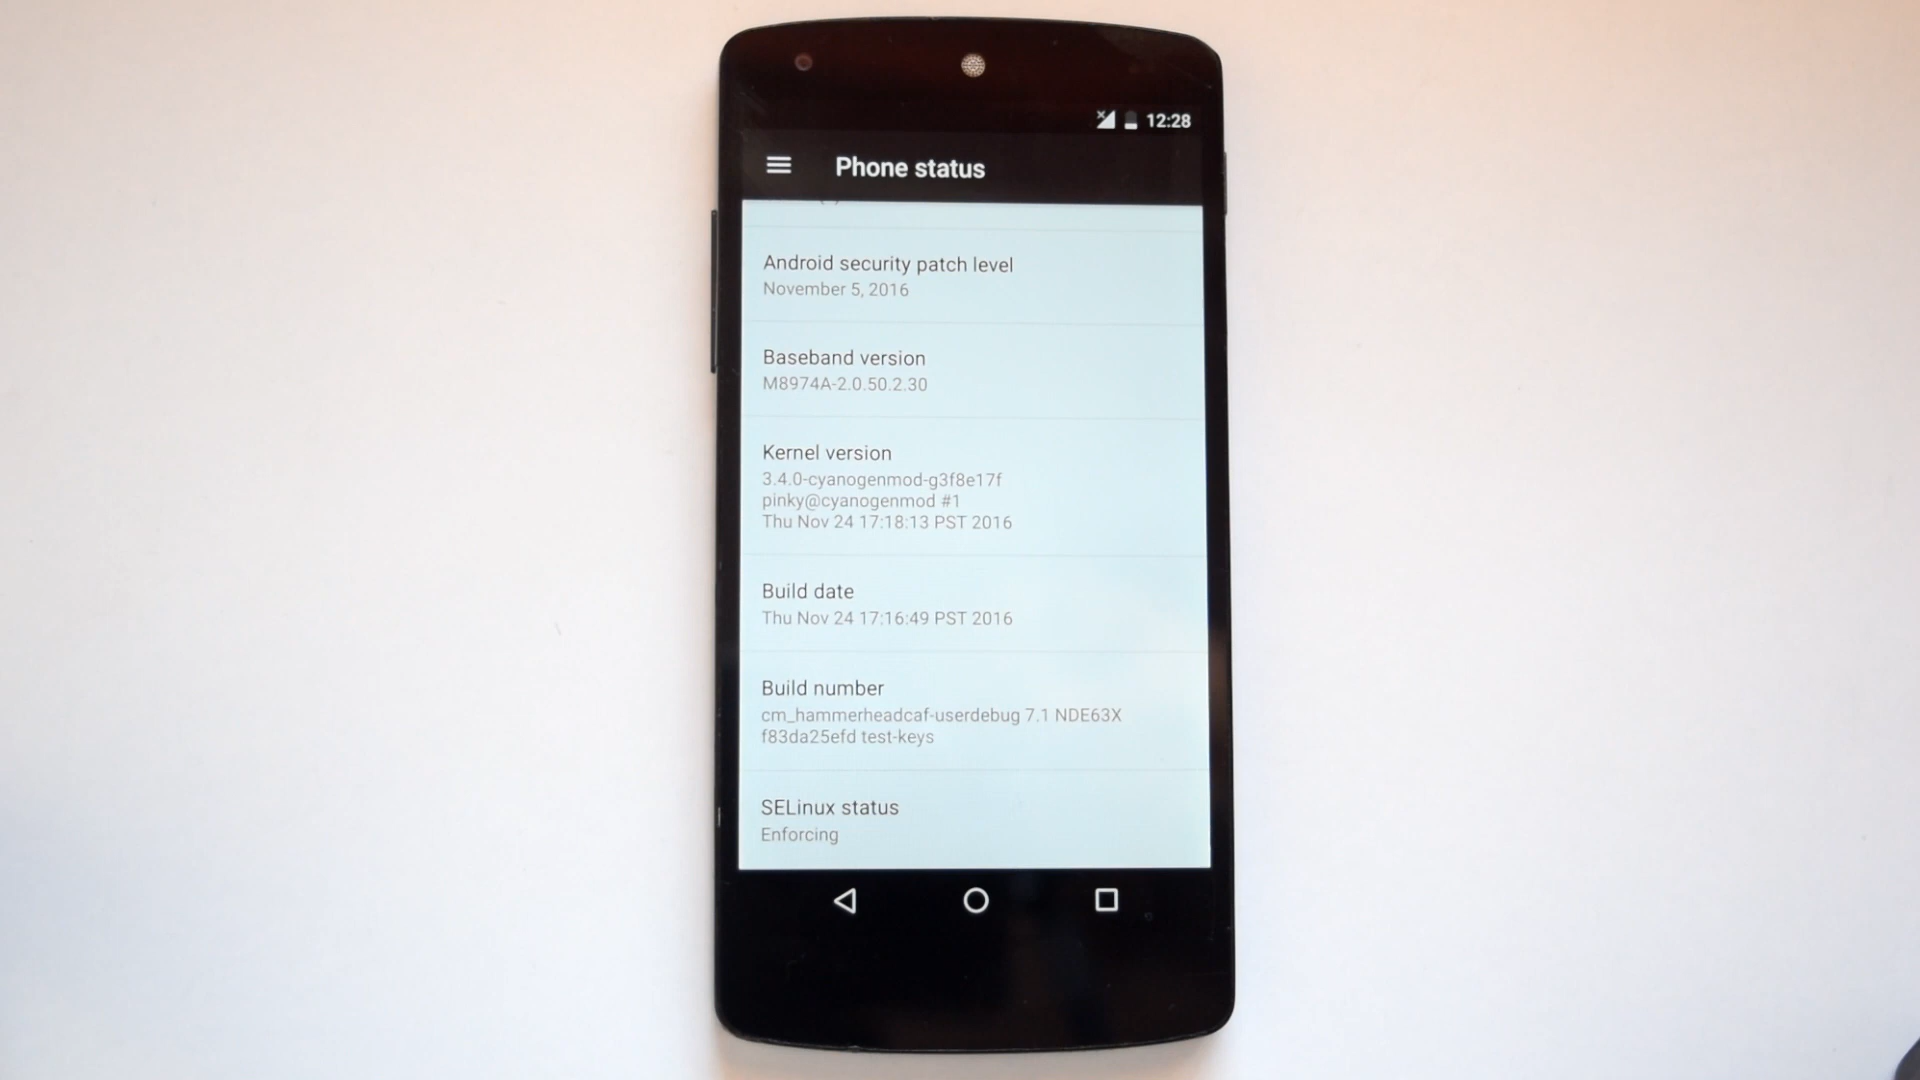 12:28
Phone status
Android security patch level
November 5, 2016
Baseband version
M8974A-2.0.50.2.30
Kernel version
3.4.0-cyanogenmod-g3f8e17f
pinky@cyanogenmod #1
Thu Nov 24 17:18:13 PST 2016
Build date
Thu Nov 24 17:16:49 PST 2016
Build number
cm_hammerheadcaf-userdebug 7.1 NDE63X
f83da25efd test-keys
SELinux status
Enforcing